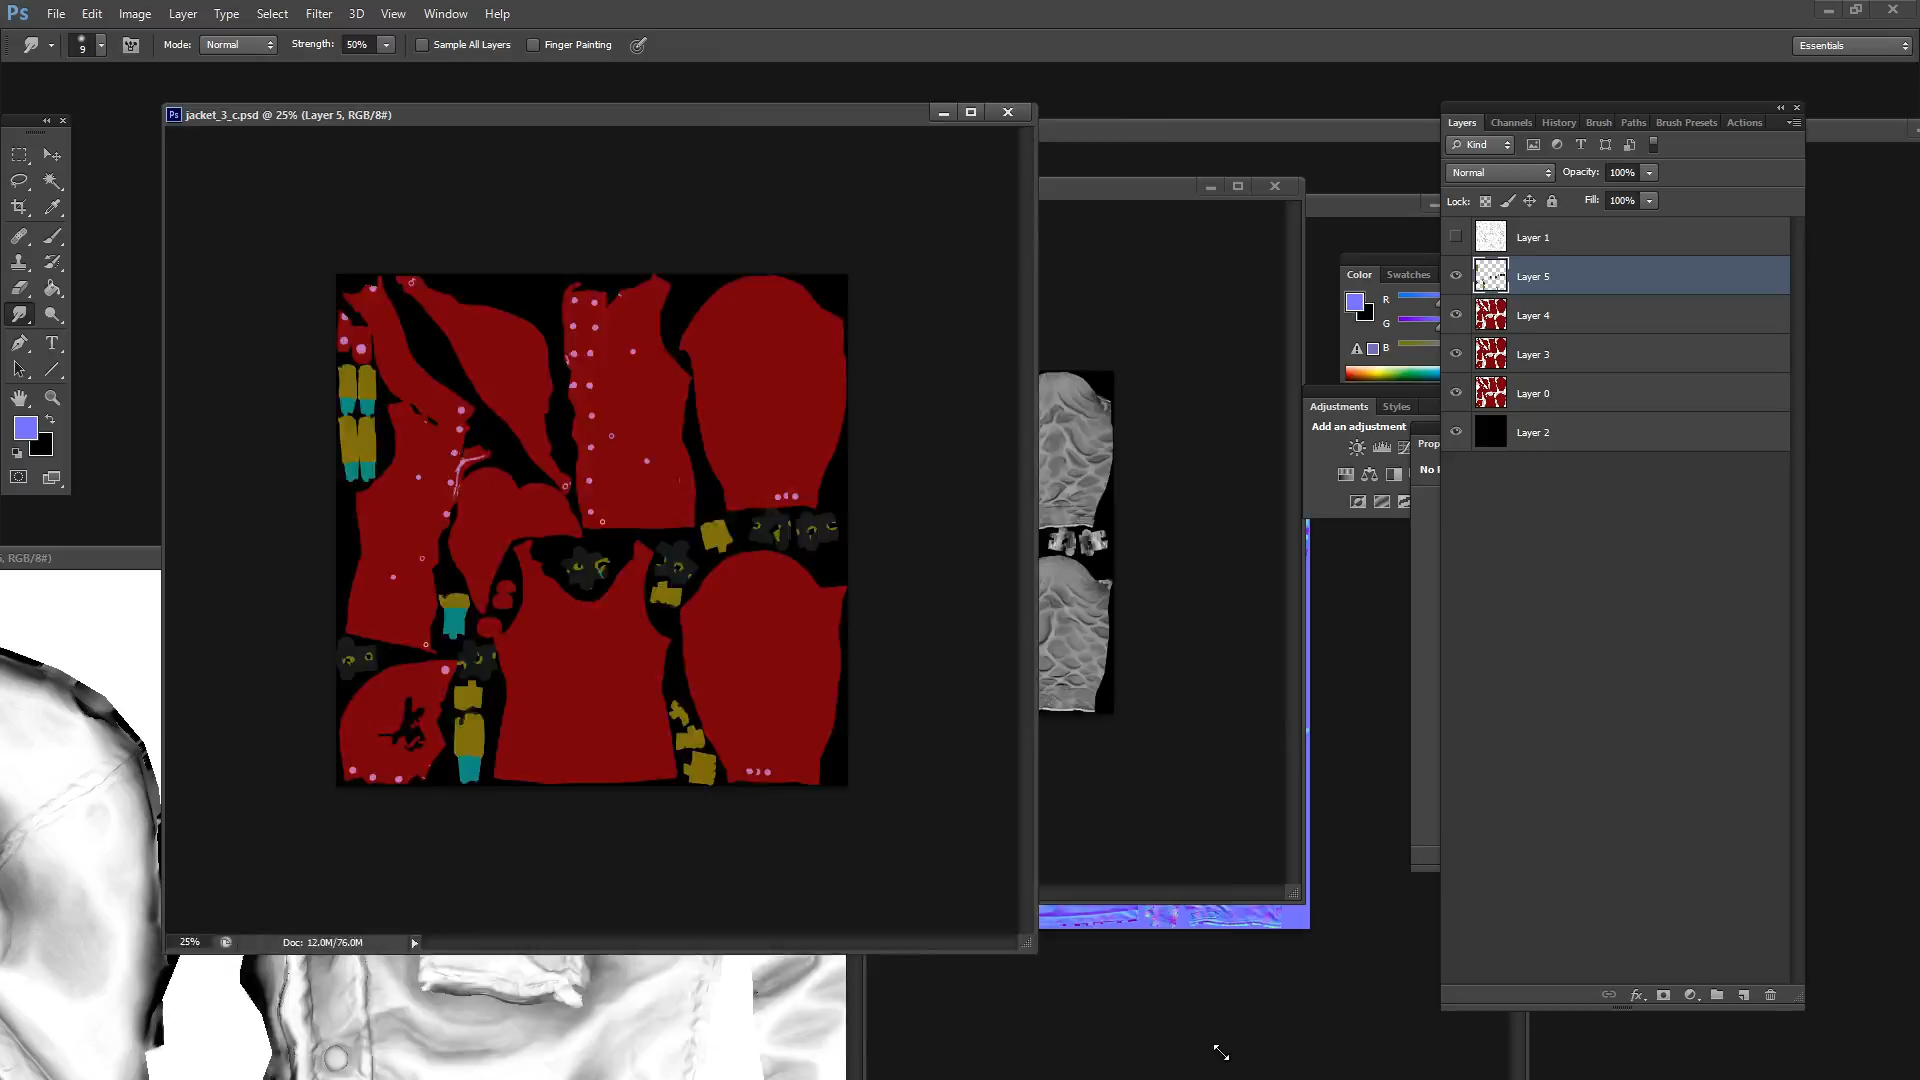 Ps File Edit Image Layer Type Select Filter 3D View Window Help
9 Mode: Normal Strength: 50% Sample All Layers Finger Painting Essentials
Ps jacket_3_c.psd @ 25% (Layer 5, RGB/8#)
Layers Channels History Brush Paths Brush Presets Actions
Kind
Normal Opacity: 100%
Lock: Fill: 100%
Layer 1
Layer 5
Layer 4
Layer 3
Layer 0
Layer 2
Color Swatches
R
G
B
Adjustments Styles
Add an adjustment
Prop
No
, RGB/8#)
25% Doc: 12.0M/76.0M